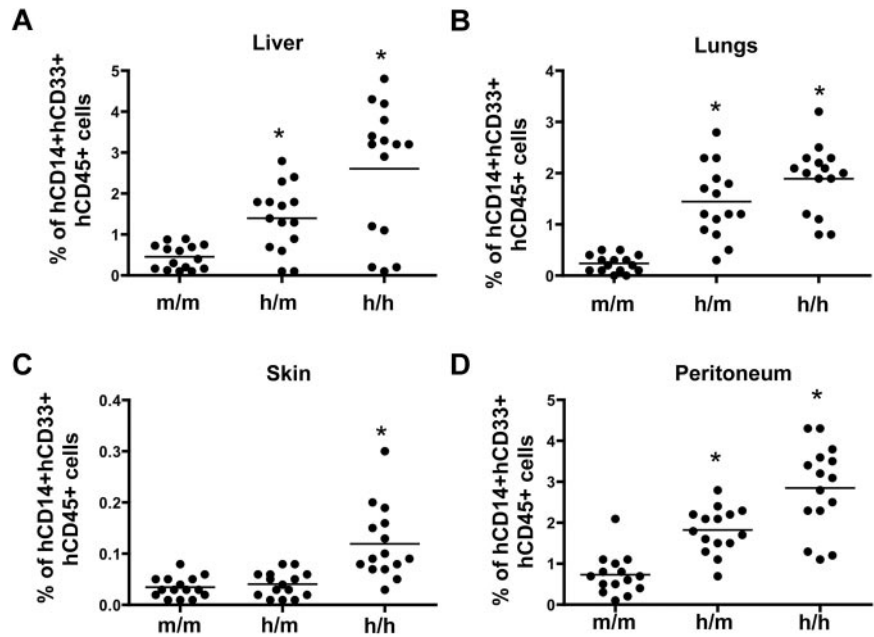 A
Liver
% of hCD14+hCD33+
hCD45+ cells
5
4
3
2
1
0
*
*
m/m
h/m
h/h
B
Lungs
% of hCD14+hCD33+
hCD45+ cells
4
3
2
1
0
*
*
m/m
h/m
h/h
C
Skin
% of hCD14+hCD33+
hCD45+ cells
0.4
0.3
0.2
0.1
0.0
*
m/m
h/m
h/h
D
Peritoneum
% of hCD14+hCD33+
hCD45+ cells
5
4
3
2
1
0
*
*
m/m
h/m
h/h